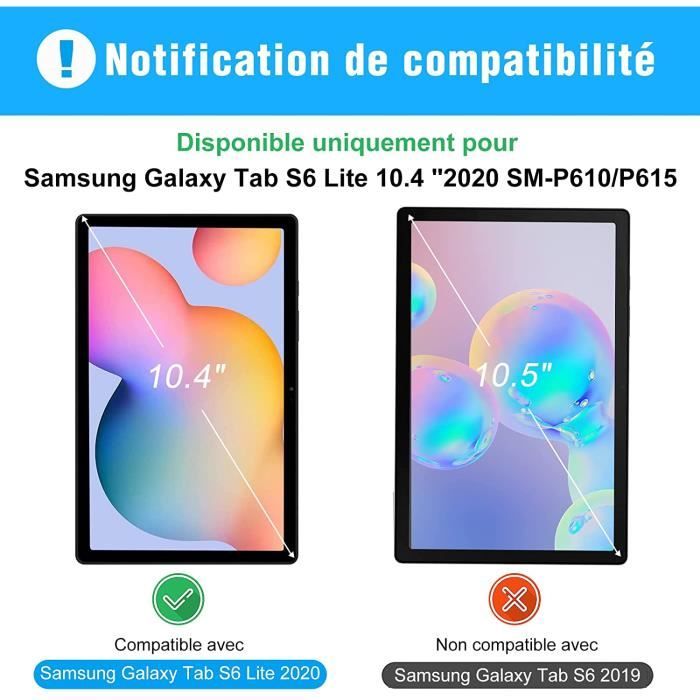 ! Notification de compatibilité
Disponible uniquement pour
Samsung Galaxy Tab S6 Lite 10.4 "2020 SM-P610/P615
10.4"
10.5"
Compatible avec
Samsung Galaxy Tab S6 Lite 2020
Non compatible avec
Samsung Galaxy Tab S6 2019